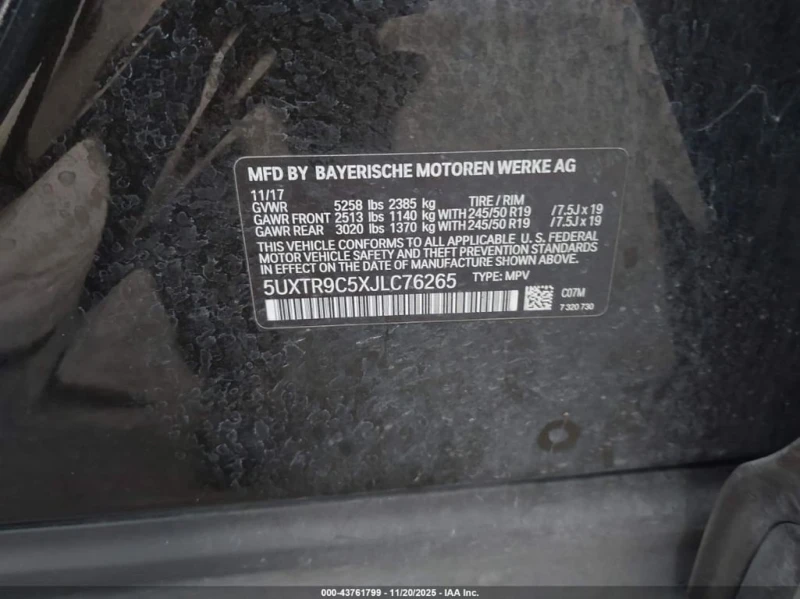 MFD BY BAYERISCHE MOTOREN WERKE AG
11/17
GVWR 5258 lbs 2385 kg TIRE / RIM
GAWR FRONT 2513 lbs 1140 kg WITH 245/50 R19 / 7.5J x 19
GAWR REAR 3020 lbs 1370 kg WITH 245/50 R19 / 7.5J x 19
THIS VEHICLE CONFORMS TO ALL APPLICABLE U. S. FEDERAL
MOTOR VEHICLE SAFETY AND THEFT PREVENTION STANDARDS
IN EFFECT ON THE DATE OF MANUFACTURE SHOWN ABOVE.
5UXTR9C5XJLC76265 TYPE: MPV
C07M
7 320 730
000-43761799 - 11/20/2025 - IAA Inc.